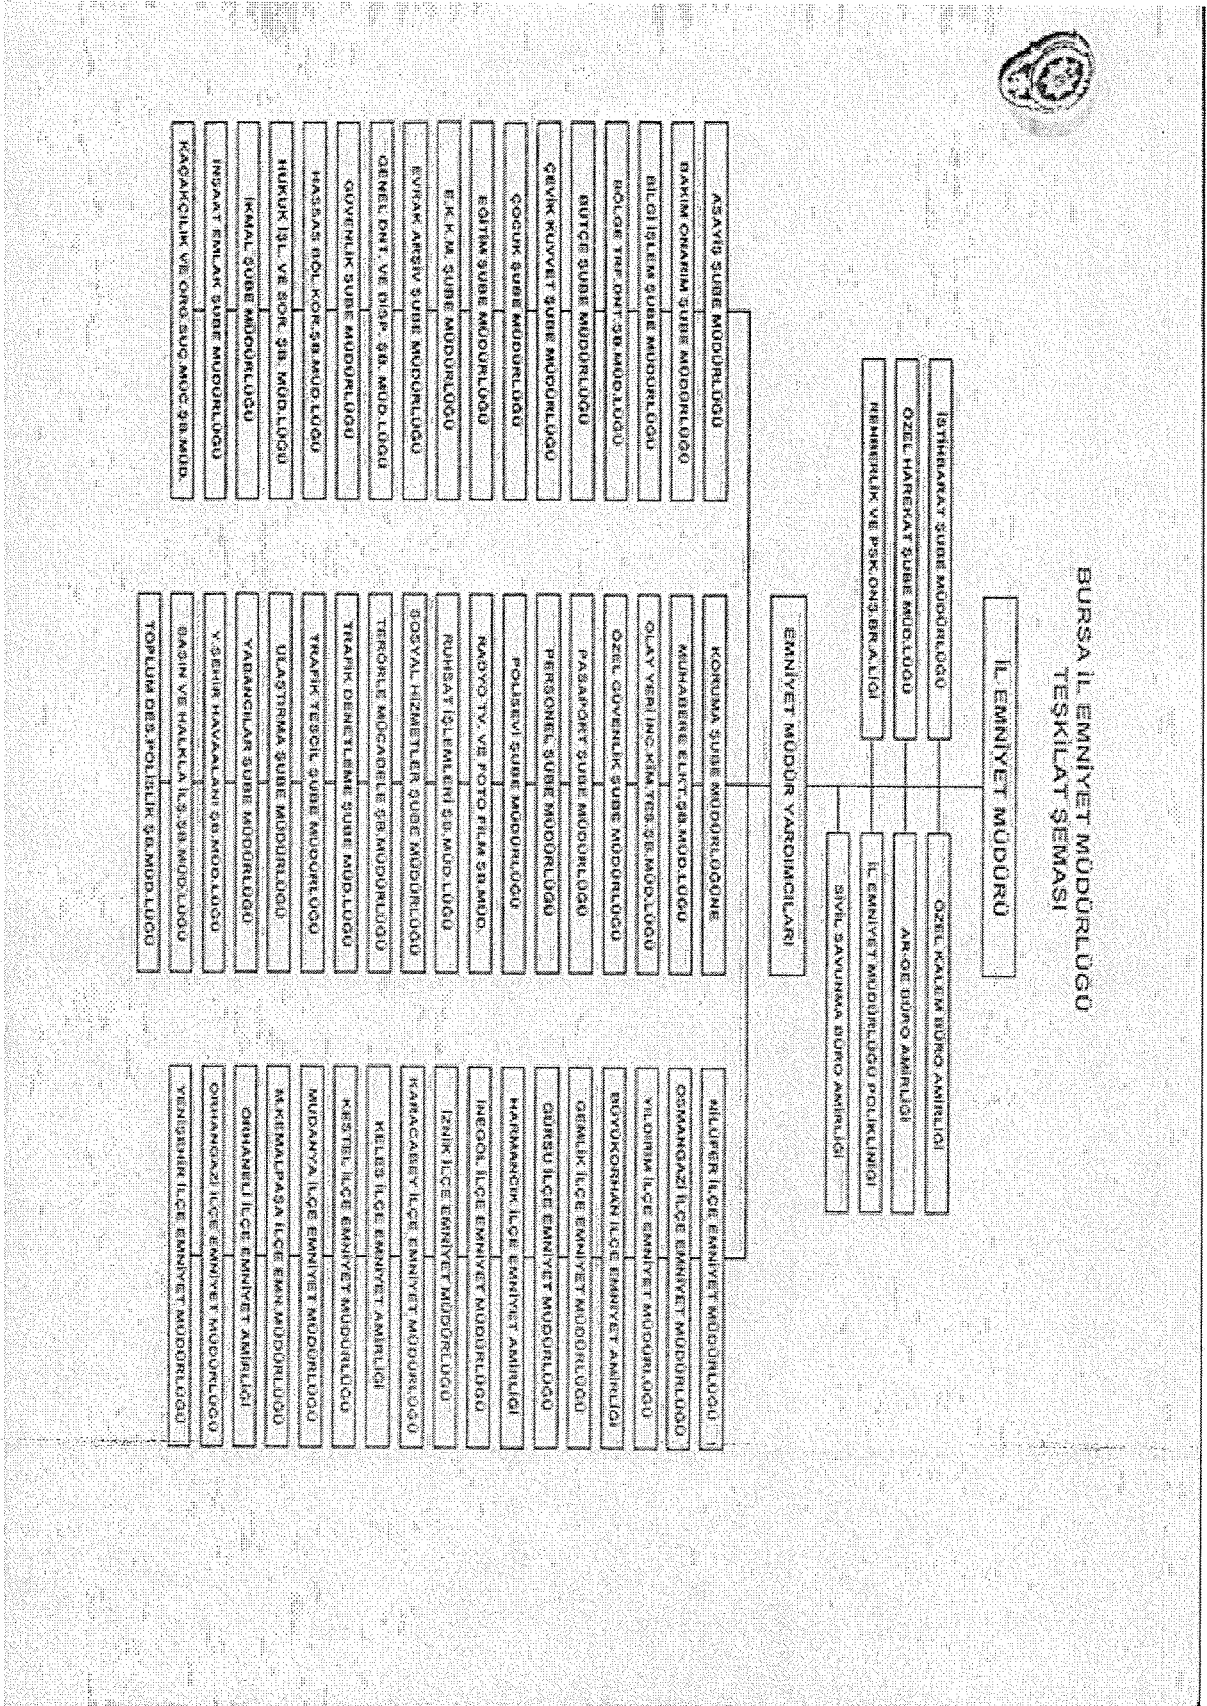 BURSA İL EMNİYET MÜDÜRLÜĞÜ
TEŞKİLAT ŞEMASI
İL EMNİYET MÜDÜRÜ
İSTİHBARAT ŞUBE MÜDÜRLÜĞÜ
ÖZEL KALEM BÜRO AMİRLİĞİ
ÖZEL HAREKAT ŞUBE MÜD.LÜĞÜ
AR-GE BÜRO AMİRLİĞİ
REHBERLİK VE PSK.DNŞ.BR.A.LİĞİ
İL EMNİYET MÜDÜRLÜĞÜ POLİKLİNİĞİ
SİVİL SAVUNMA BÜRO AMİRLİĞİ
EMNİYET MÜDÜR YARDIMCILARI
ASAYİŞ ŞUBE MÜDÜRLÜĞÜ
BAKIM ONARIM ŞUBE MÜDÜRLÜĞÜ
BİLGİ İŞLEM ŞUBE MÜDÜRLÜĞÜ
BÖLGE TRF.DNT.ŞB.MÜD.LÜĞÜ
BÜTÇE ŞUBE MÜDÜRLÜĞÜ
ÇEVİK KUVVET ŞUBE MÜDÜRLÜĞÜ
ÇOCUK ŞUBE MÜDÜRLÜĞÜ
EĞİTİM ŞUBE MÜDÜRLÜĞÜ
E.K.K.M. ŞUBE MÜDÜRLÜĞÜ
EVRAK ARŞİV ŞUBE MÜDÜRLÜĞÜ
GENEL DNT. VE DİSP. ŞB. MÜD.LÜĞÜ
GÜVENLİK ŞUBE MÜDÜRLÜĞÜ
HASSAS BÖL.KOR.ŞB.MÜD.LÜĞÜ
HUKUK İŞL. VE SOR. ŞB. MÜD.LÜĞÜ
İKMAL ŞUBE MÜDÜRLÜĞÜ
İNŞAAT EMLAK ŞUBE MÜDÜRLÜĞÜ
KAÇAKÇILIK VE ORG.SUÇ.MÜC.ŞB.MÜD.
KORUMA ŞUBE MÜDÜRLÜĞÜNE
MUHABERE ELKT.ŞB.MÜD.LÜĞÜ
OLAY YERİ İNC.KİM.TES.ŞB.MÜD.LÜĞÜ
ÖZEL GÜVENLİK ŞUBE MÜDÜRLÜĞÜ
PASAPORT ŞUBE MÜDÜRLÜĞÜ
PERSONEL ŞUBE MÜDÜRLÜĞÜ
POLİSEVİ ŞUBE MÜDÜRLÜĞÜ
RADYO TV. VE FOTO FİLM ŞB.MÜD.
RUHSAT İŞLEMLERİ ŞB.MÜD.LÜĞÜ
SOSYAL HİZMETLER ŞUBE MÜDÜRLÜĞÜ
TERÖRLE MÜCADELE ŞB.MÜDÜRLÜĞÜ
TRAFİK DENETLEME ŞUBE MÜD.LÜĞÜ
TRAFİK TESCİL ŞUBE MÜDÜRLÜĞÜ
ULAŞTIRMA ŞUBE MÜDÜRLÜĞÜ
YABANCILAR ŞUBE MÜDÜRLÜĞÜ
Y.ŞEHİR HAVAALANI ŞB.MÜD.LÜĞÜ
BASIN VE HALKLA İLŞ.ŞB.MÜD.LÜĞÜ
TOPLUM DES.POLİSLİK ŞB.MÜD.LÜĞÜ
NİLÜFER İLÇE EMNİYET MÜDÜRLÜĞÜ
OSMANGAZİ İLÇE EMNİYET MÜDÜRLÜĞÜ
YILDIRIM İLÇE EMNİYET MÜDÜRLÜĞÜ
BÜYÜKORHAN İLÇE EMNİYET AMİRLİĞİ
GEMLİK İLÇE EMNİYET MÜDÜRLÜĞÜ
GÜRSU İLÇE EMNİYET MÜDÜRLÜĞÜ
HARMANCIK İLÇE EMNİYET AMİRLİĞİ
İNEGÖL İLÇE EMNİYET MÜDÜRLÜĞÜ
İZNİK İLÇE EMNİYET MÜDÜRLÜĞÜ
KARACABEY İLÇE EMNİYET MÜDÜRLÜĞÜ
KELES İLÇE EMNİYET AMİRLİĞİ
KESTEL İLÇE EMNİYET MÜDÜRLÜĞÜ
MUDANYA İLÇE EMNİYET MÜDÜRLÜĞÜ
M.KEMALPAŞA İLÇE EMN.MÜDÜRLÜĞÜ
ORHANELİ İLÇE EMNİYET AMİRLİĞİ
ORHANGAZİ İLÇE EMNİYET MÜDÜRLÜĞÜ
YENİŞEHİR İLÇE EMNİYET MÜDÜRLÜĞÜ